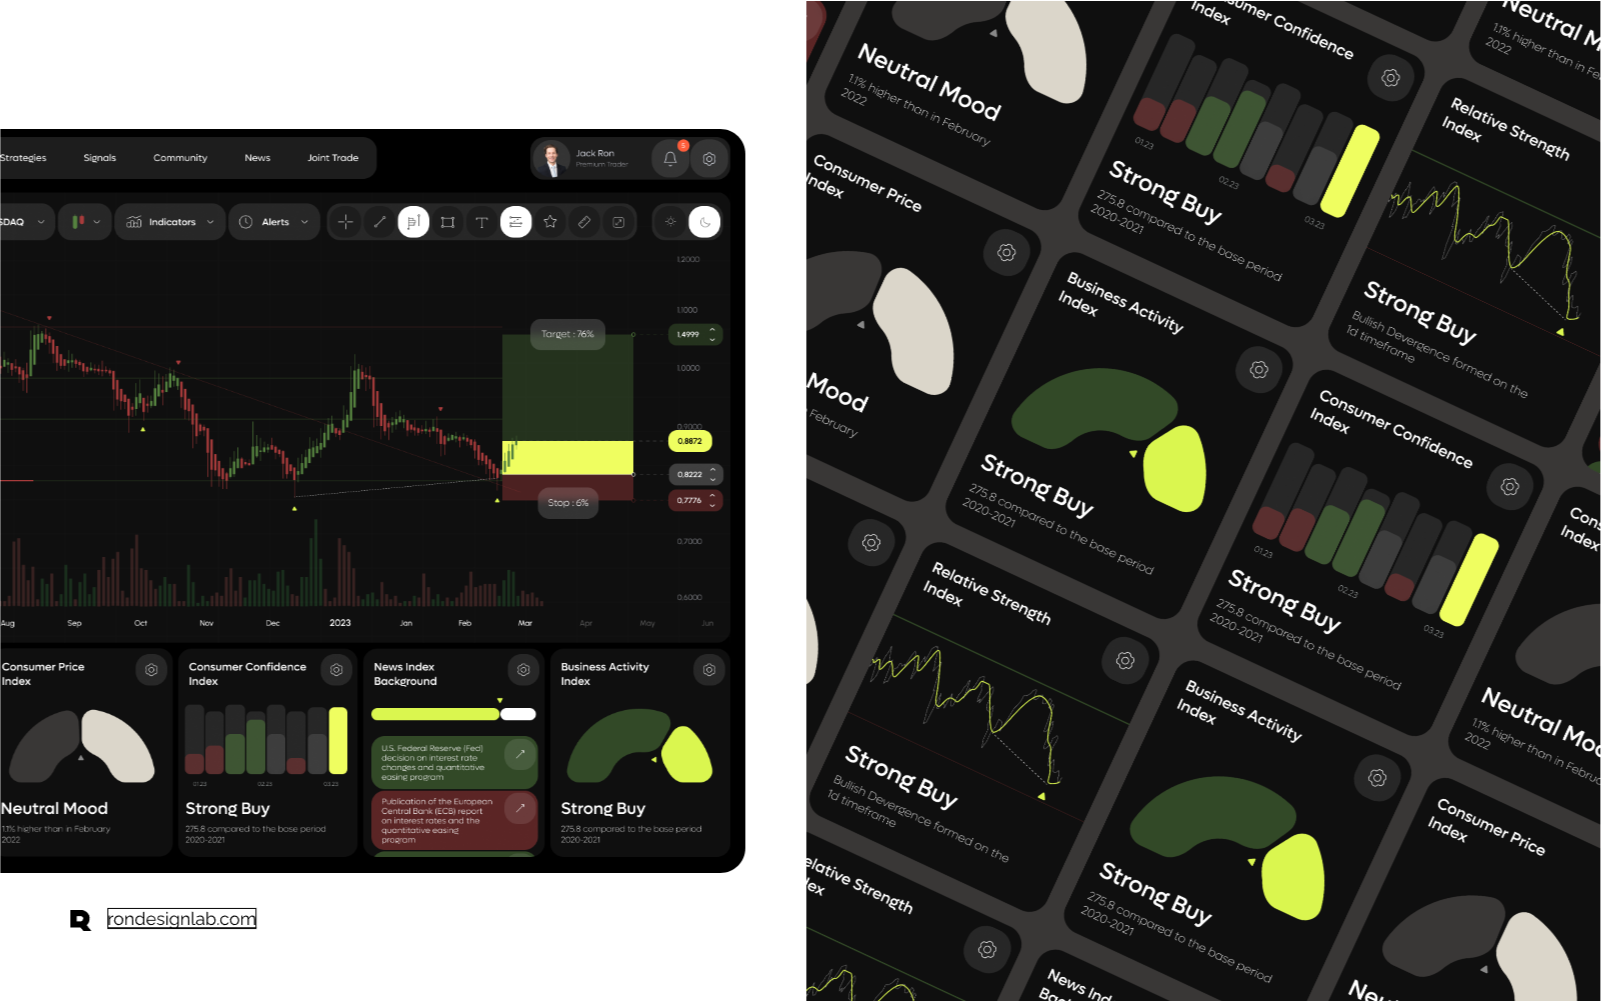 Strategies
Signals
Community
News
Joint Trade
Jack Ron
Premium Trader
5
SDAQ
Indicators
Alerts
1.2000
1.1000
Target : 76%
1.4999
1.0000
0.9000
0.8872
0.8222
Stop : 6%
0.7776
0.7000
0.6000
Aug
Sep
Oct
Nov
Dec
2023
Jan
Feb
Mar
Apr
May
Jun
Consumer Price
Index
Neutral Mood
1.1% higher than in February
2022
Consumer Confidence
Index
01.23
02.23
03.23
Strong Buy
275.8 compared to the base period
2020-2021
News Index
Background
U.S. Federal Reserve (Fed)
decision on interest rate
changes and quantitative
easing program
Publication of the European
Central Bank (ECB) report
on interest rates and the
quantitative easing
program
Business Activity
Index
Strong Buy
275.8 compared to the base period
2020-2021
R
rondesignlab.com
Neutral Mood
1.1% higher than in February
2022
sumer Confidence
Index
01.23
02.23
03.23
Strong Buy
275.8 compared to the base period
2020-2021
Neutral M
1.1% higher than in Fe
2022
Relative Strength
Index
Strong Buy
Bullish Devergence formed on the
1d timeframe
Consumer Price
Index
Mood
February
Business Activity
Index
Strong Buy
275.8 compared to the base period
2020-2021
Consumer Confidence
Index
01.23
02.23
03.23
Strong Buy
275.8 compared to the base period
2020-2021
Cons
Index
Relative Strength
Index
Strong Buy
Bullish Devergence formed on the
1d timeframe
Business Activity
Index
Strong Buy
275.8 compared to the base period
2020-2021
Neutral Moo
1.1% higher than in Februa
2022
Consumer Price
Index
Neu
elative Strength
dex
News Ind
Backg